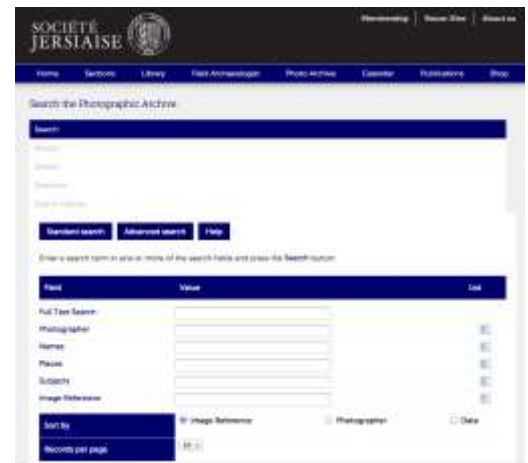 SOCIÉTÉ
JERSIAISE
Membership | | About us
Home Sections Library Field Archaeologist Photo Archive Calendar Publications Shop
Search the Photographic Archive
Search
Standard search Advanced search Help
Enter a search term in one or more of the search fields and press the Search button
Field Value List
Full Text Search
Photographer
Names
Places
Subjects
Image Reference
Sort by Image Reference Photographer Date
Records per page